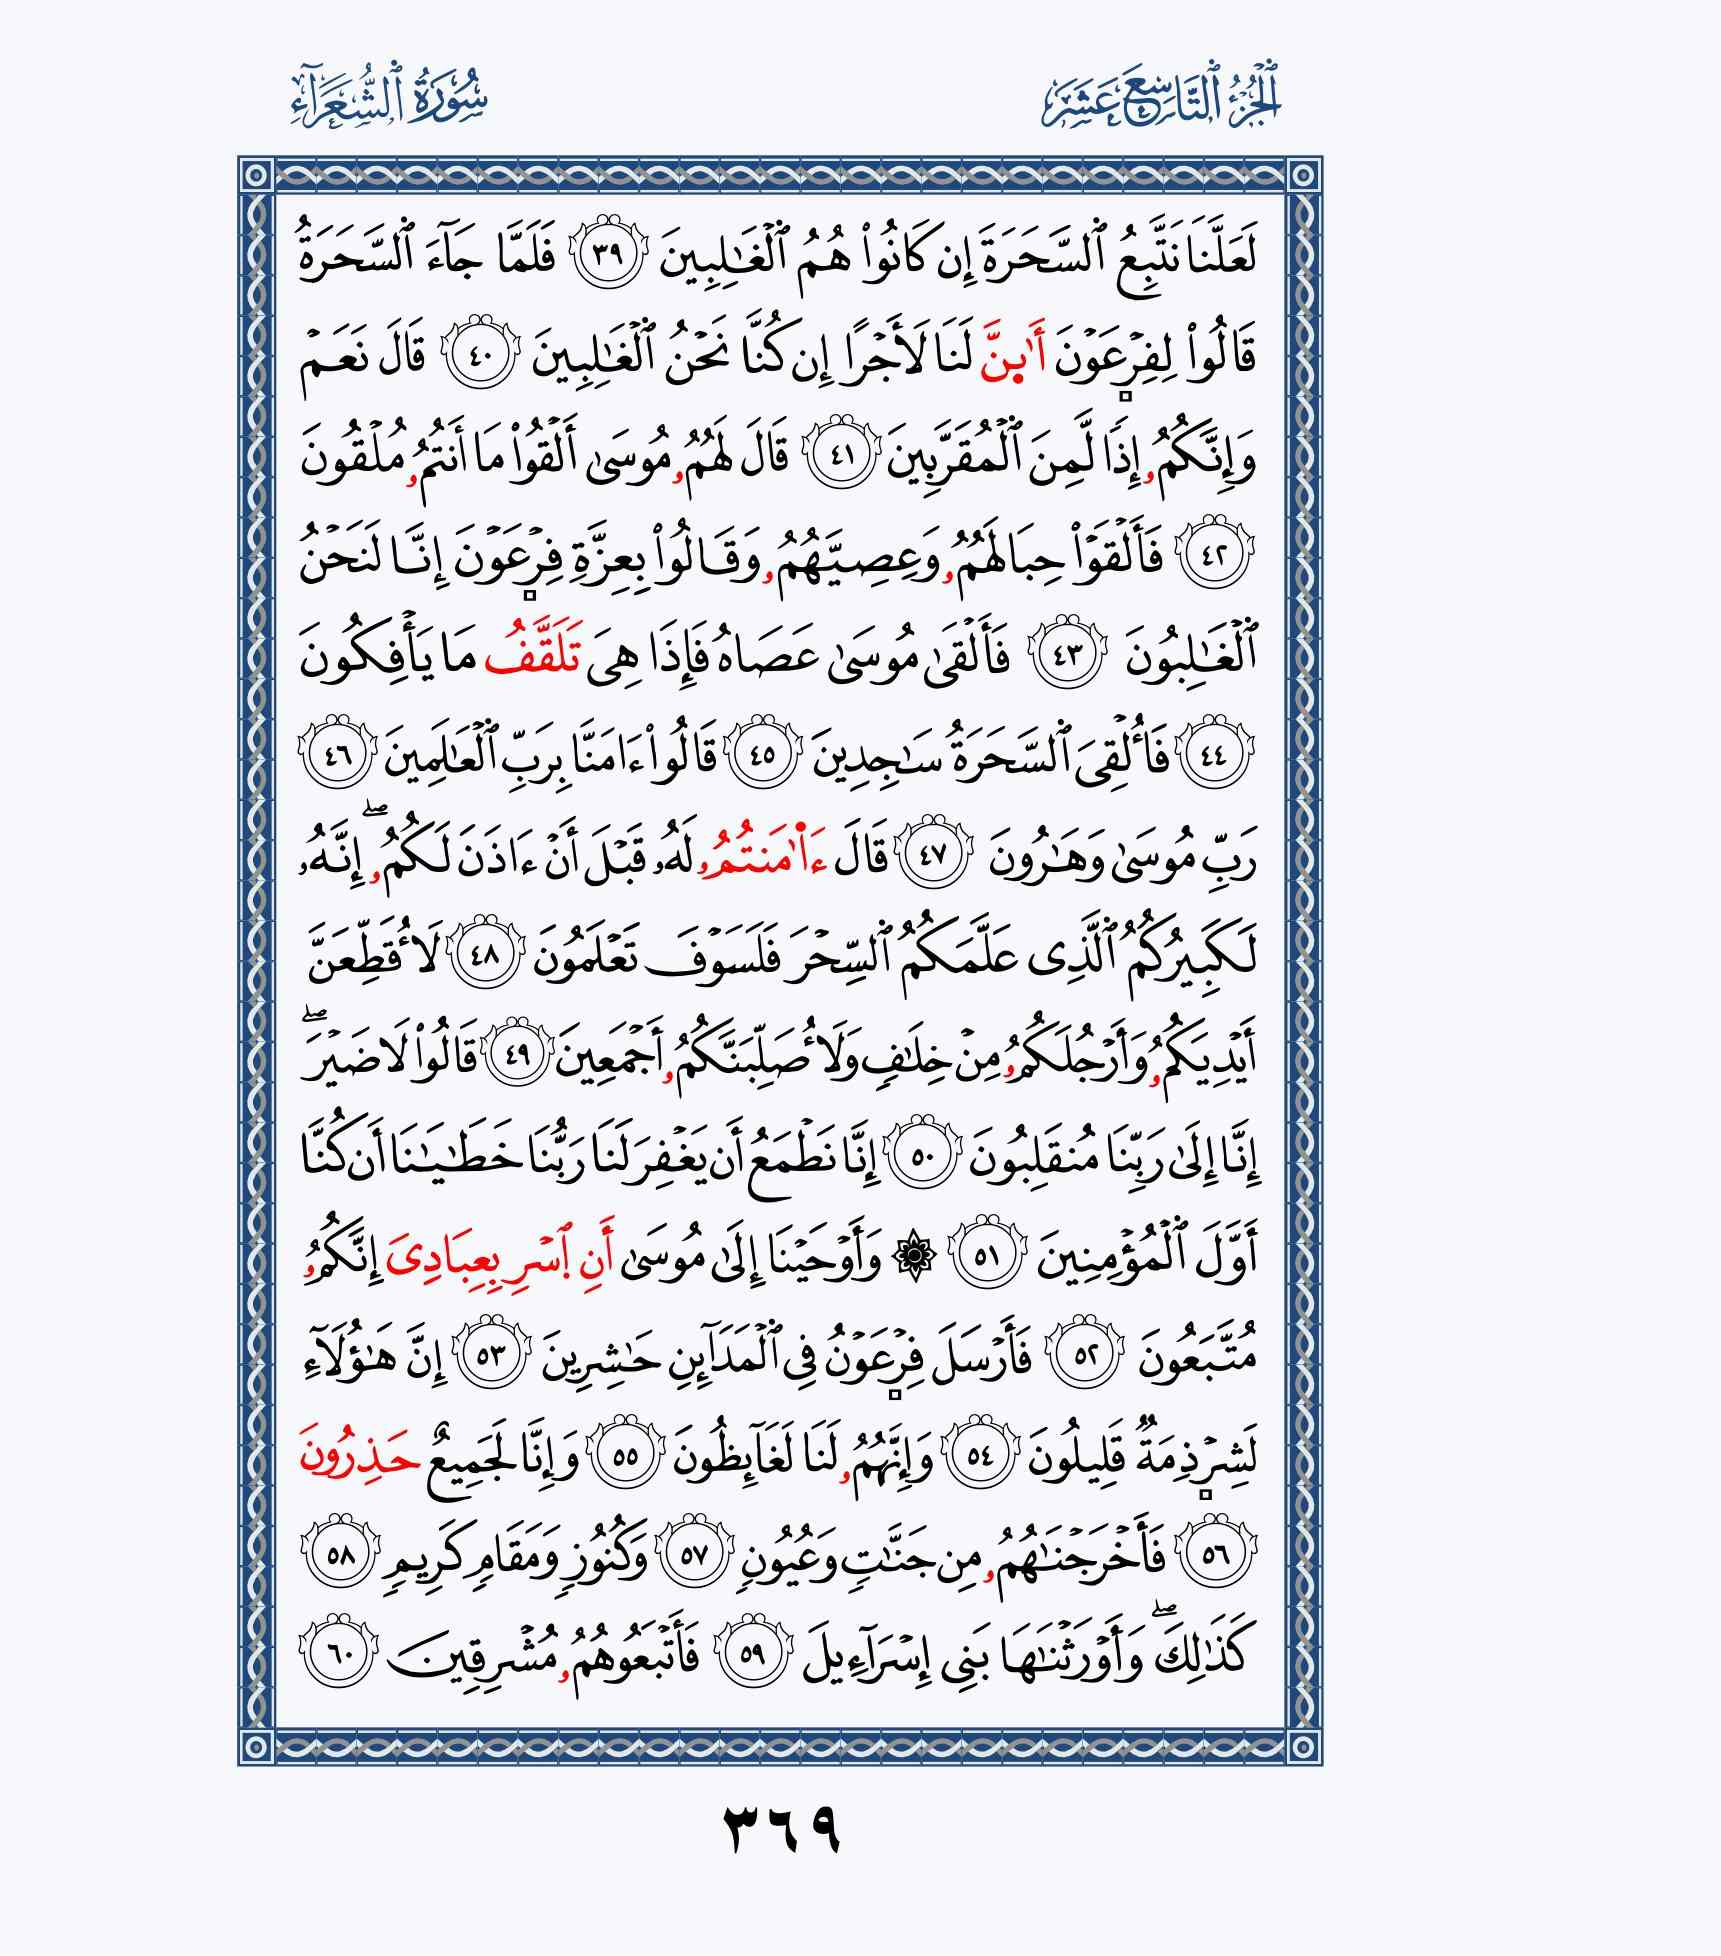 الجُزْءُ ٱلتَّاسِعَ عَشَرَ
سُورَةُ ٱلشُّعَرَآءِ
لَعَلَّنَا نَتَّبِعُ ٱلسَّحَرَةَ إِن كَانُوا۟ هُمُ ٱلْغَـٰلِبِينَ ٣٩ فَلَمَّا جَآءَ ٱلسَّحَرَةُ
قَالُوا۟ لِفِرْعَوْنَ أَىِٕنَّ لَنَا لَأَجْرًا إِن كُنَّا نَحْنُ ٱلْغَـٰلِبِينَ ٤٠ قَالَ نَعَمْ
وَإِنَّكُمُۥ إِذًا لَّمِنَ ٱلْمُقَرَّبِينَ ٤١ قَالَ لَهُمُۥ مُوسَىٰ أَلْقُوا۟ مَا أَنتُمُۥ مُلْقُونَ
٤٢ فَأَلْقَوْا۟ حِبَالَهُمُۥ وَعِصِيَّهُمُۥ وَقَالُوا۟ بِعِزَّةِ فِرْعَوْنَ إِنَّا لَنَحْنُ
ٱلْغَـٰلِبُونَ ٤٣ فَأَلْقَىٰ مُوسَىٰ عَصَاهُ فَإِذَا هِىَ تَلَقَّفُ مَا يَأْفِكُونَ
٤٤ فَأُلْقِىَ ٱلسَّحَرَةُ سَـٰجِدِينَ ٤٥ قَالُوا۟ ءَامَنَّا بِرَبِّ ٱلْعَـٰلَمِينَ ٤٦
رَبِّ مُوسَىٰ وَهَـٰرُونَ ٤٧ قَالَ ءَا۬مَنتُمُۥ لَهُۥ قَبْلَ أَنْ ءَاذَنَ لَكُمُۥ ۖ إِنَّهُۥ
لَكَبِيرُكُمُ ٱلَّذِى عَلَّمَكُمُ ٱلسِّحْرَ فَلَسَوْفَ تَعْلَمُونَ ٤٨ لَأُقَطِّعَنَّ
أَيْدِيَكُمُۥ وَأَرْجُلَكُمُۥ مِنْ خِلَـٰفٍ وَلَأُصَلِّبَنَّكُمُۥ أَجْمَعِينَ ٤٩ قَالُوا۟ لَا ضَيْرَ ۖ
إِنَّا إِلَىٰ رَبِّنَا مُنقَلِبُونَ ٥٠ إِنَّا نَطْمَعُ أَن يَغْفِرَ لَنَا رَبُّنَا خَطَـٰيَـٰنَا أَن كُنَّا
أَوَّلَ ٱلْمُؤْمِنِينَ ٥١ ۞ وَأَوْحَيْنَا إِلَىٰ مُوسَىٰ أَنِ ٱسْرِ بِعِبَادِىَ إِنَّكُمُۥ
مُتَّبَعُونَ ٥٢ فَأَرْسَلَ فِرْعَوْنُ فِى ٱلْمَدَآئِنِ حَـٰشِرِينَ ٥٣ إِنَّ هَـٰؤُلَآءِ
لَشِرْذِمَةٌ قَلِيلُونَ ٥٤ وَإِنَّهُمُۥ لَنَا لَغَآئِظُونَ ٥٥ وَإِنَّا لَجَمِيعٌ حَذِرُونَ
٥٦ فَأَخْرَجْنَـٰهُمُۥ مِن جَنَّـٰتٍ وَعُيُونٍ ٥٧ وَكُنُوزٍ وَمَقَامٍ كَرِيمٍ ٥٨
كَذَٰلِكَ ۖ وَأَوْرَثْنَـٰهَا بَنِى إِسْرَآءِيلَ ٥٩ فَأَتْبَعُوهُمُۥ مُشْرِقِينَ ٦٠
٣٦٩